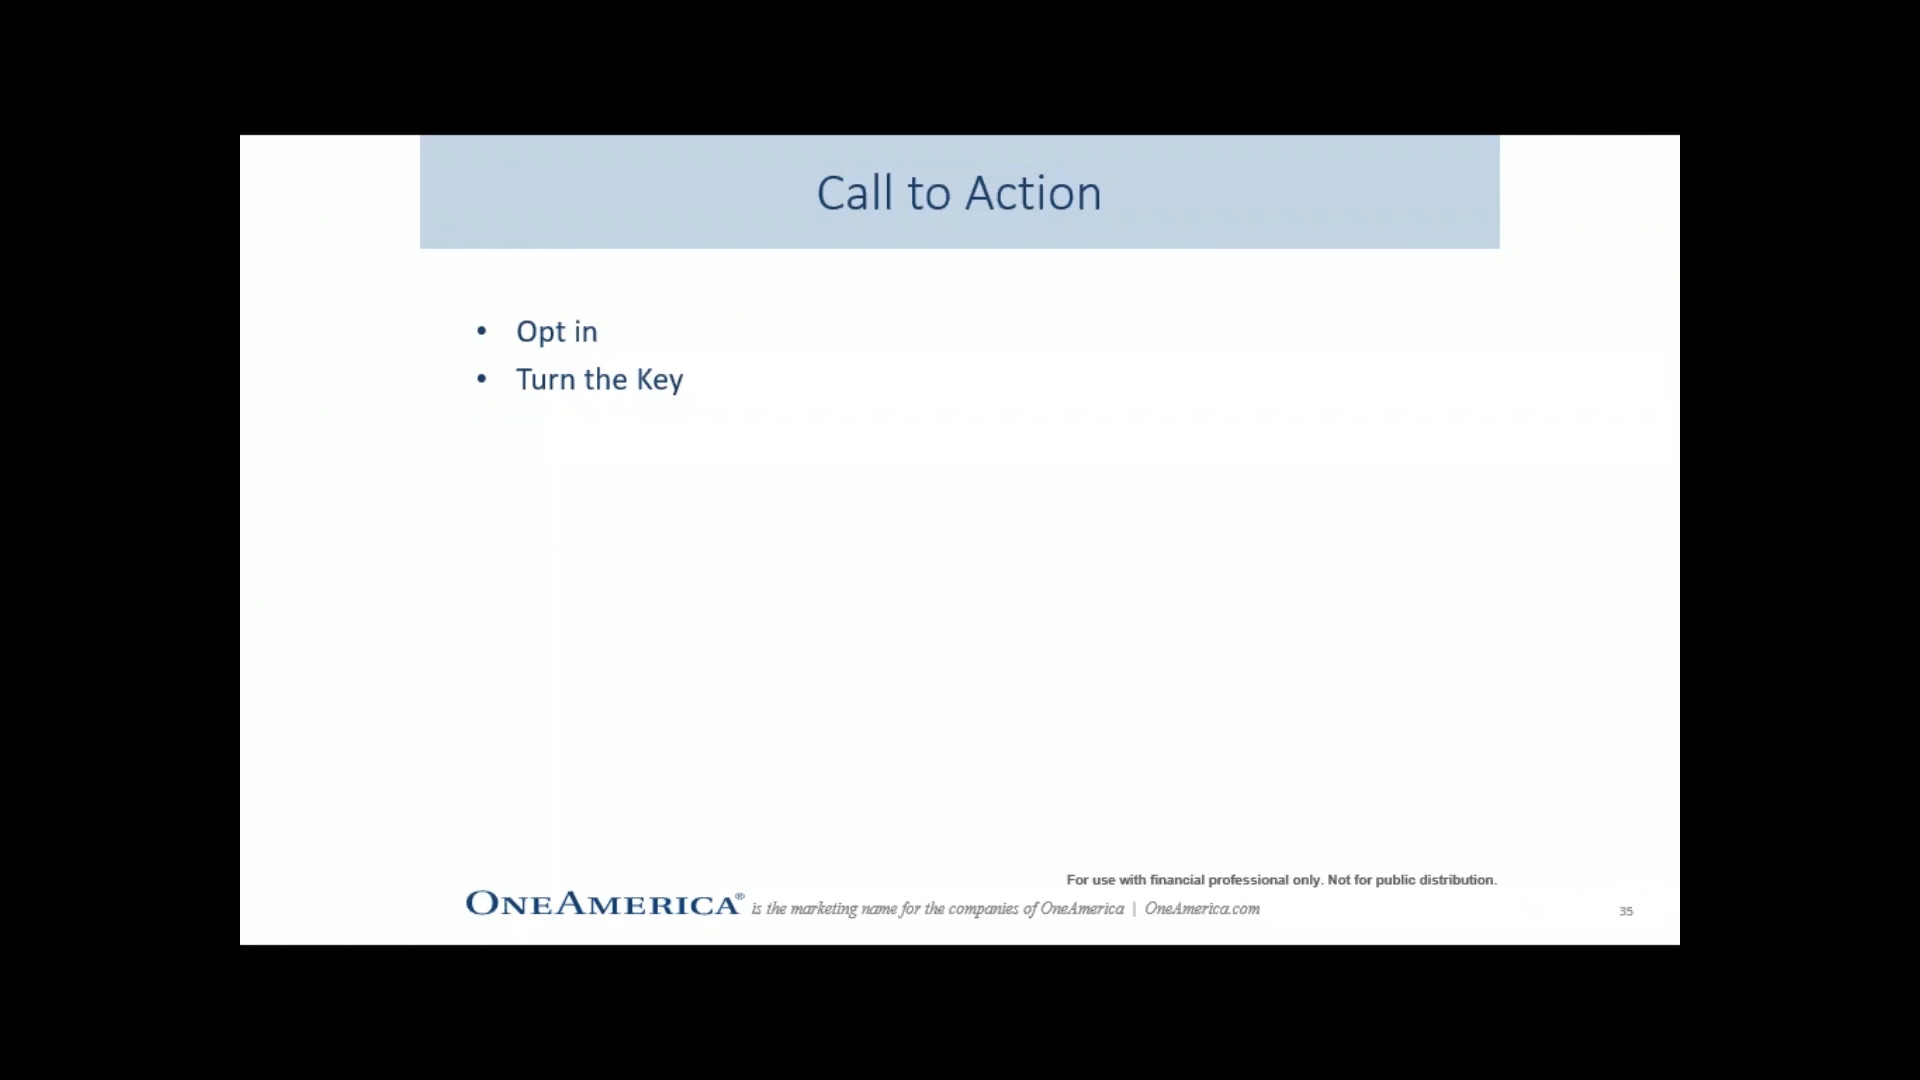 Call to Action
• Opt in
• Turn the Key
For use with financial professional only. Not for public distribution.
ONEAMERICA® is the marketing name for the companies of OneAmerica | OneAmerica.com
35